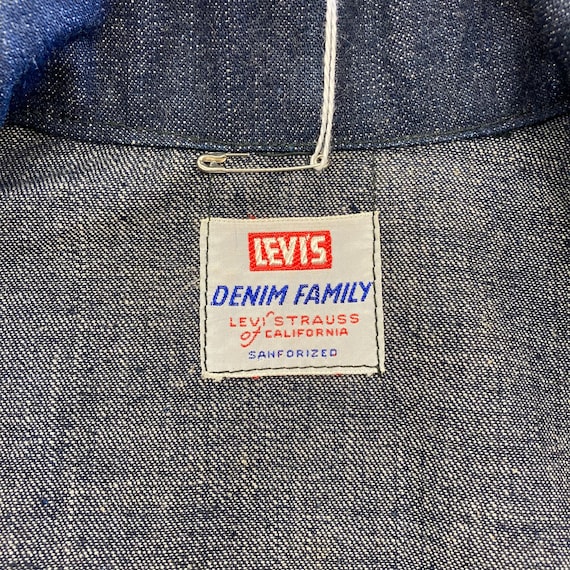 LEVI'S
DENIM FAMILY
LEVI STRAUSS
of CALIFORNIA
SANFORIZED